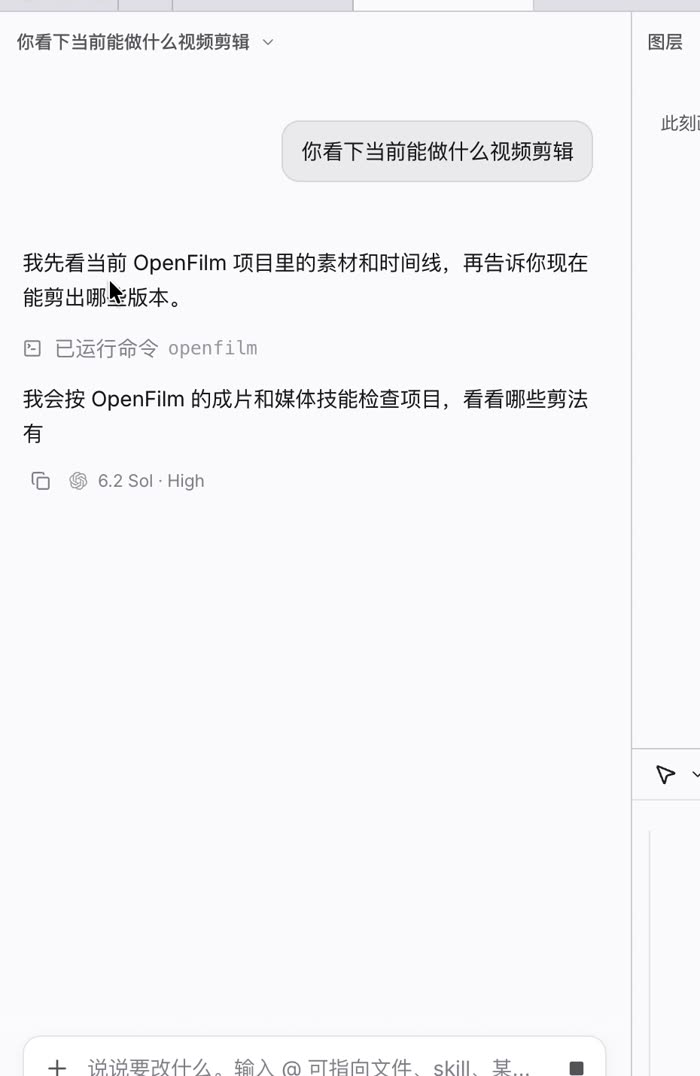 你看下当前能做什么视频剪辑
图层
此刻
你看下当前能做什么视频剪辑
我先看当前 OpenFilm 项目里的素材和时间线，再告诉你现在
能剪出哪些版本。
已运行命令 openfilm
我会按 OpenFilm 的成片和媒体技能检查项目，看看哪些剪法
有
6.2 Sol · High
说说要改什么。输入 @ 可指向文件、skill、某...